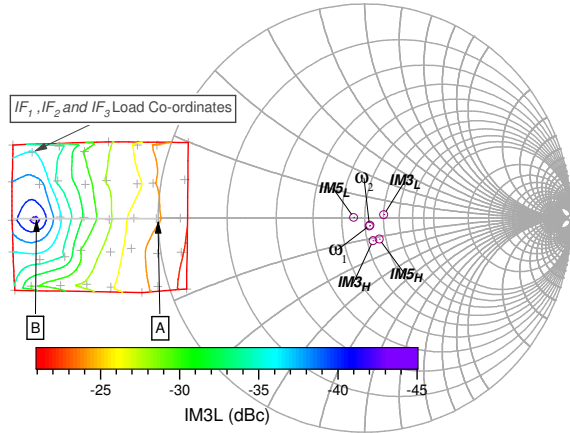 IF1 ,IF2 and IF3 Load Co-ordinates
ω2
IM5L
IM3L
ω1
IM3H
IM5H
B
A
-25
-30
-35
-40
-45
IM3L (dBc)